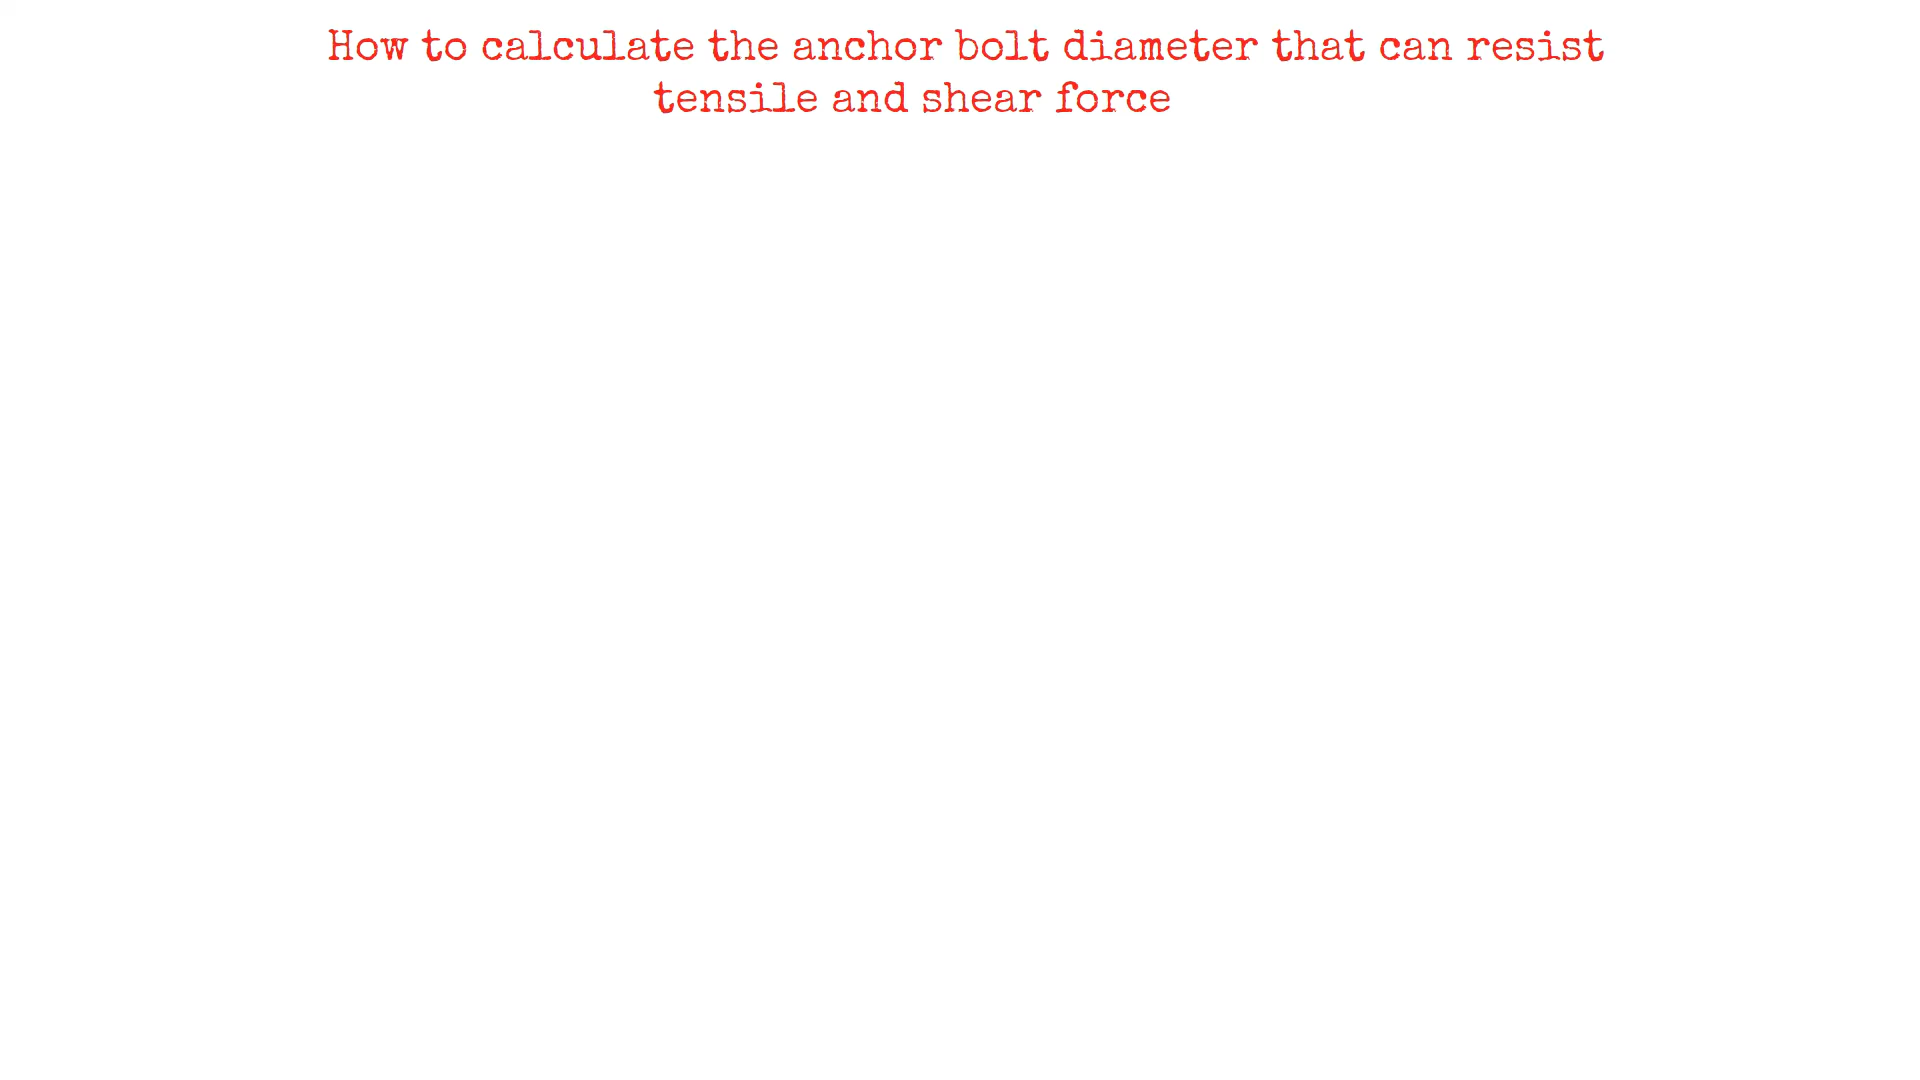 How to calculate the anchor bolt diameter that can resist
tensile and shear force